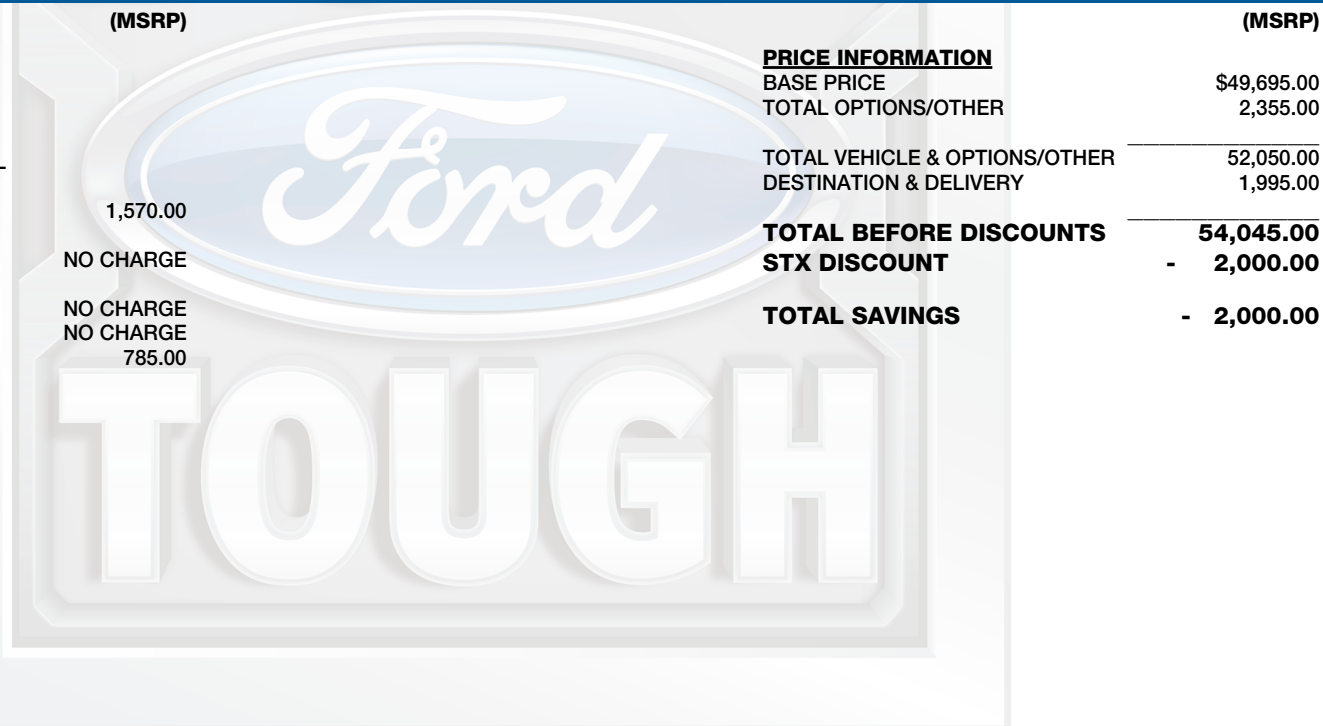 (MSRP)
1,570.00
NO CHARGE
NO CHARGE
NO CHARGE
785.00
(MSRP)
PRICE INFORMATION
BASE PRICE $49,695.00
TOTAL OPTIONS/OTHER 2,355.00
TOTAL VEHICLE & OPTIONS/OTHER 52,050.00
DESTINATION & DELIVERY 1,995.00
TOTAL BEFORE DISCOUNTS 54,045.00
STX DISCOUNT - 2,000.00
TOTAL SAVINGS - 2,000.00
Ford
TOUGH